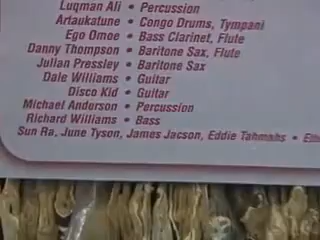 Luqman Ali • Percussion
Artaukatune • Congo Drums, Tympani
Ego Omoe • Bass Clarinet, Flute
Danny Thompson • Baritone Sax, Flute
Julian Pressley • Baritone Sax
Dale Williams • Guitar
Disco Kid • Guitar
Michael Anderson • Percussion
Richard Williams • Bass
Sun Ra, June Tyson, James Jacson, Eddie Tahmahs •